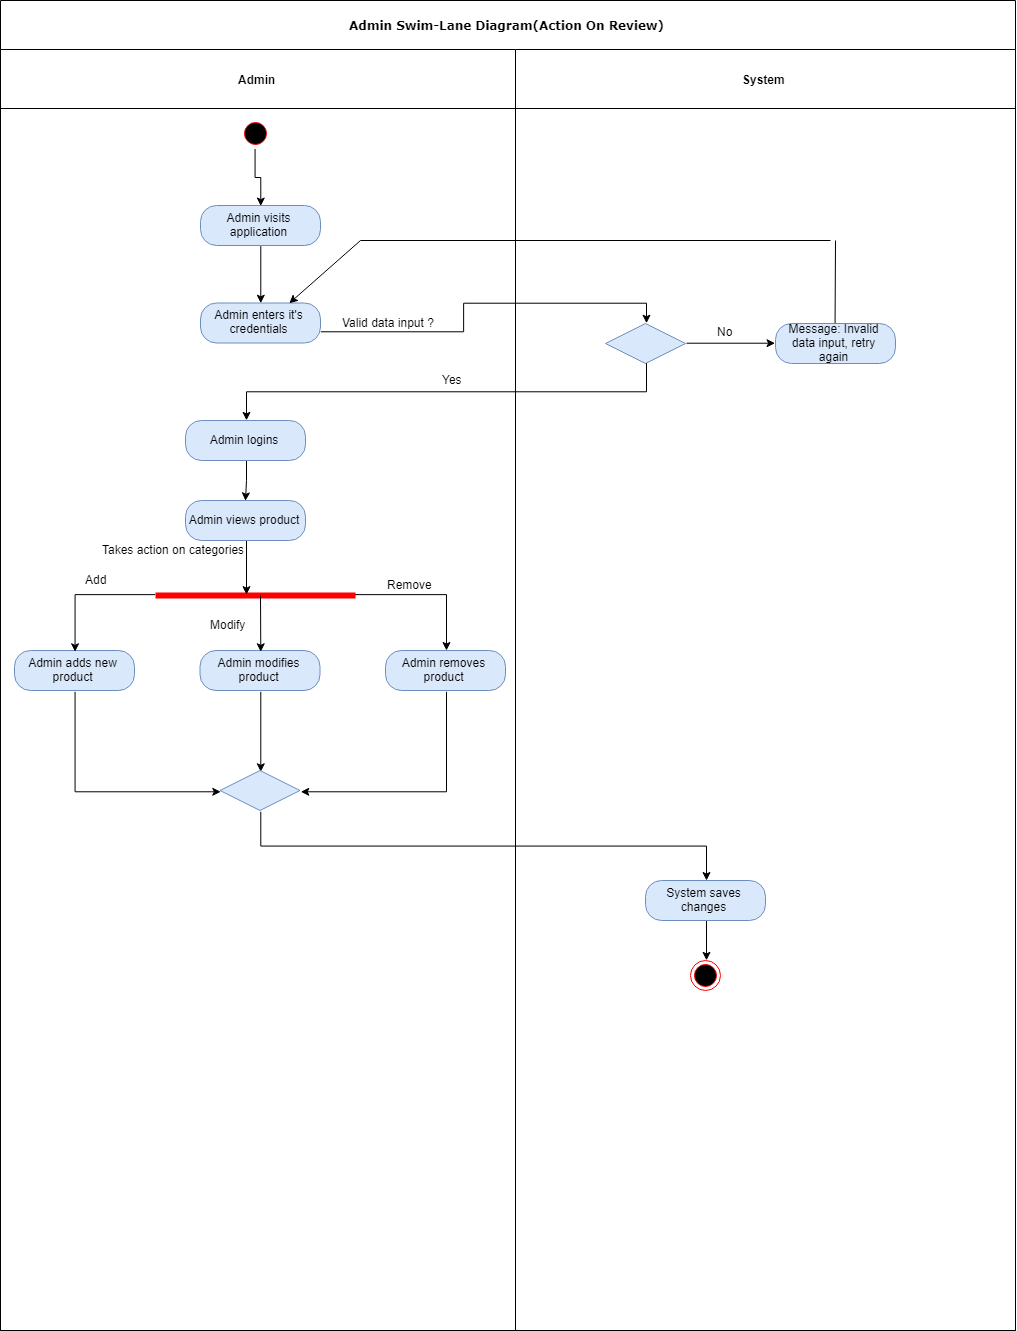 Admin Swim-Lane Diagram(Action On Review)
Admin
System
Admin visits
application
Admin enters it's
credentials
Valid data input ?
No
Message: Invalid
data input, retry
again
Yes
Admin logins
Admin views product
Takes action on categories
Add
Remove
Modify
Admin adds new
product
Admin modifies
product
Admin removes
product
System saves
changes